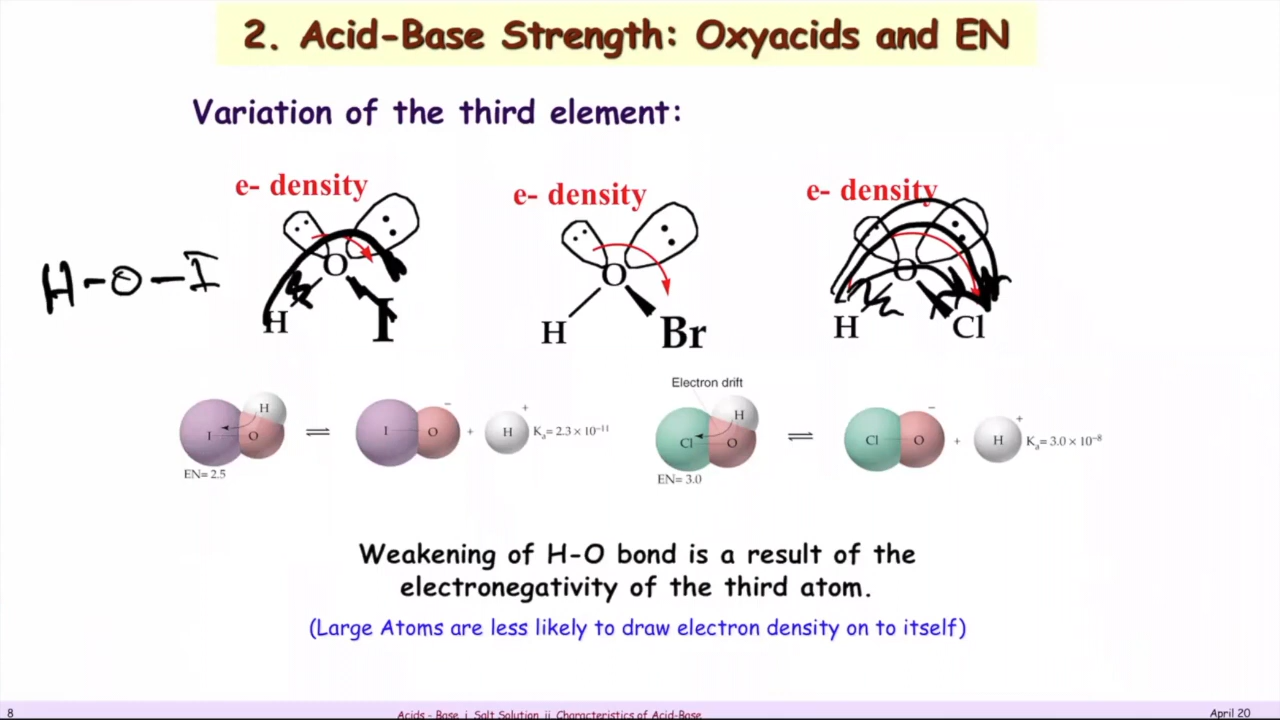 2. Acid-Base Strength: Oxyacids and EN
Variation of the third element:
e- density
e- density
e- density
H-O-I
O
H
I
O
H
Br
O
H
Cl
Electron drift
H
I
O
EN= 2.5
⇌
I
O
−
+
H
+
Kₐ= 2.3 × 10⁻¹¹
H
Cl
O
EN= 3.0
⇌
Cl
O
−
+
H
+
Kₐ= 3.0 × 10⁻⁸
Weakening of H-O bond is a result of the
electronegativity of the third atom.
(Large Atoms are less likely to draw electron density on to itself)
8
Acids - Base i Salt Solution ii Characteristics of Acid-Base
April 20